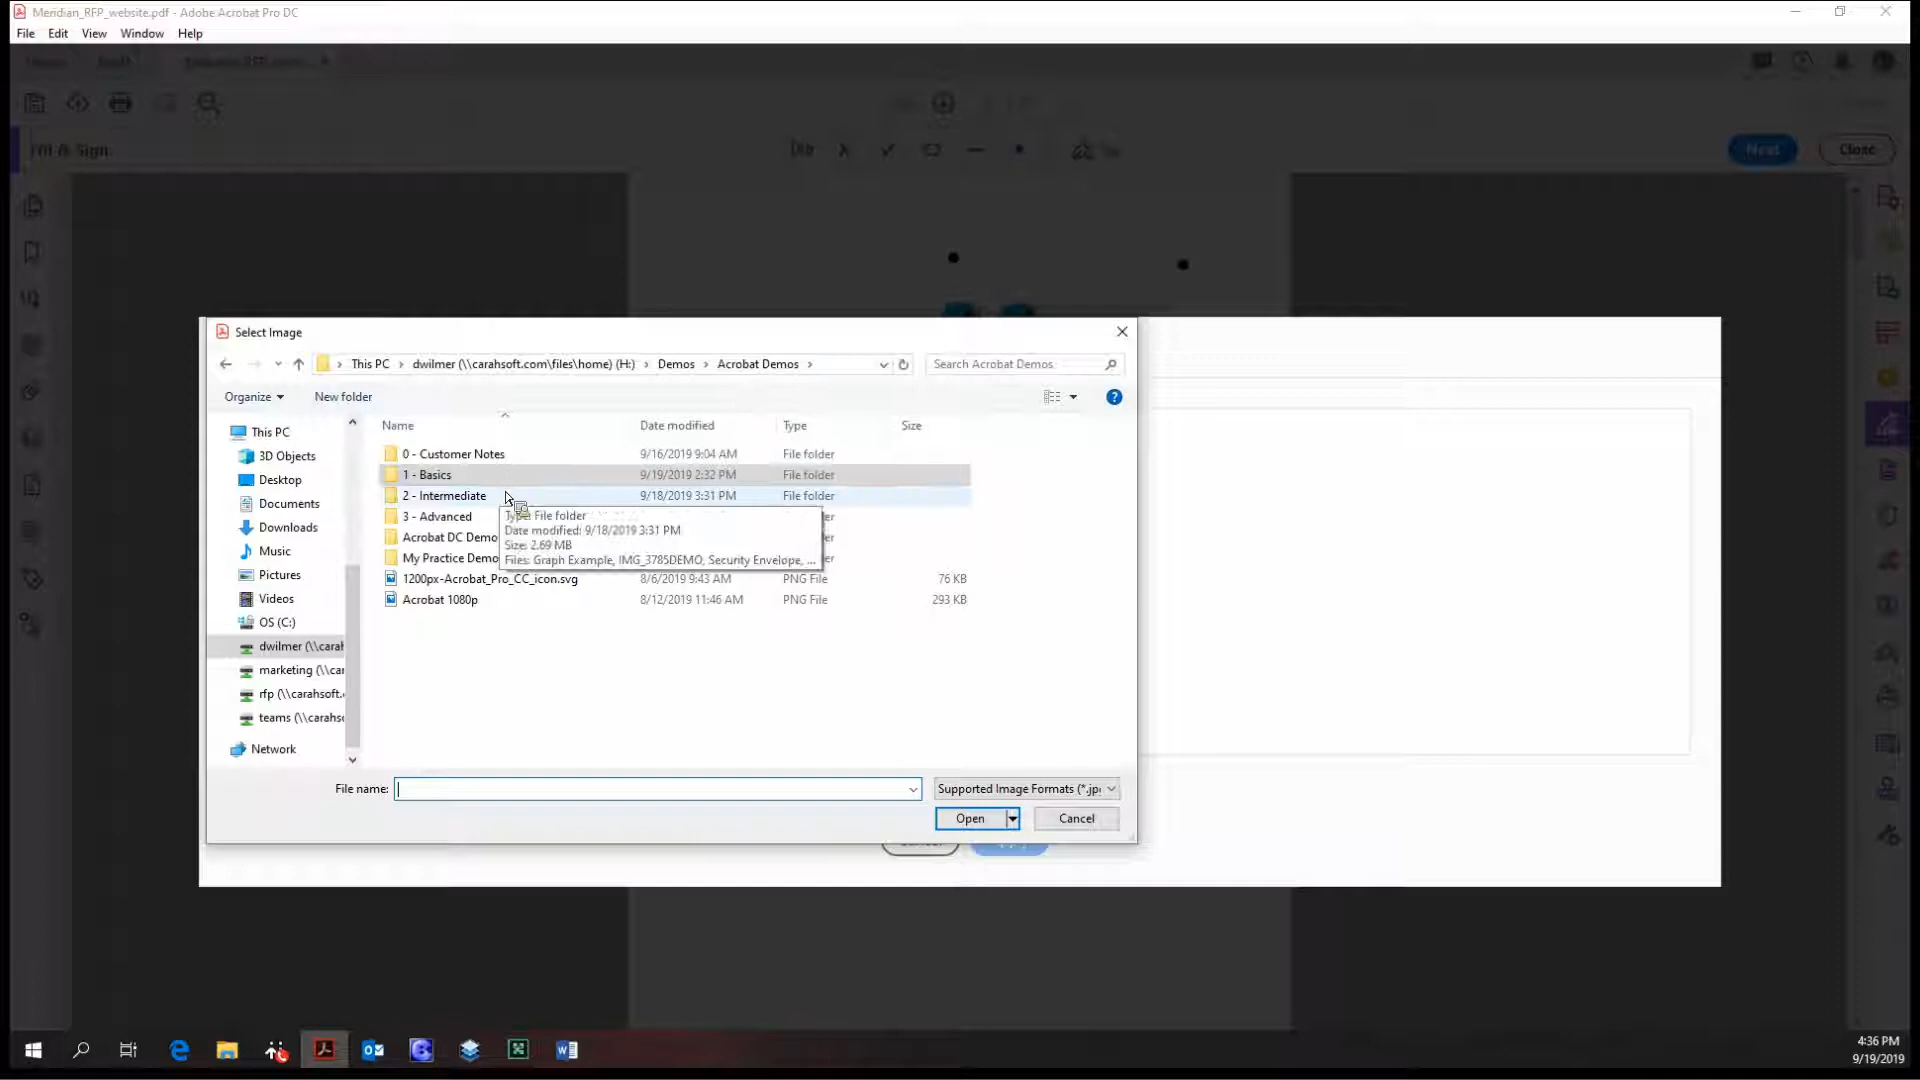 Meridian_RFP_website.pdf - Adobe Acrobat Pro DC
File Edit View Window Help
Fill & Sign
Next Close
Select Image
This PC dwilmer (\\carahsoft.com\files\home) (H:) Demos Acrobat Demos
Search Acrobat Demos
Organize New folder
Name Date modified Type Size
This PC
3D Objects
Desktop
Documents
Downloads
Music
Pictures
Videos
OS (C:)
dwilmer (\\caral
marketing (\\car
rfp (\\carahsoft.
teams (\\carahs
Network
0 - Customer Notes 9/16/2019 9:04 AM File folder
1 - Basics 9/19/2019 2:32 PM File folder
2 - Intermediate 9/18/2019 3:31 PM File folder
3 - Advanced
Acrobat DC Demo
My Practice Demo
1200px-Acrobat_Pro_CC_icon.svg 8/6/2019 9:43 AM PNG File 76 KB
Acrobat 1080p 8/12/2019 11:46 AM PNG File 293 KB
Type: File folder
Date modified: 9/18/2019 3:31 PM
Size: 2.69 MB
Files: Graph Example, IMG_3785DEMO, Security Envelope, ...
File name:
Supported Image Formats (*.jp
Open Cancel
4:36 PM
9/19/2019